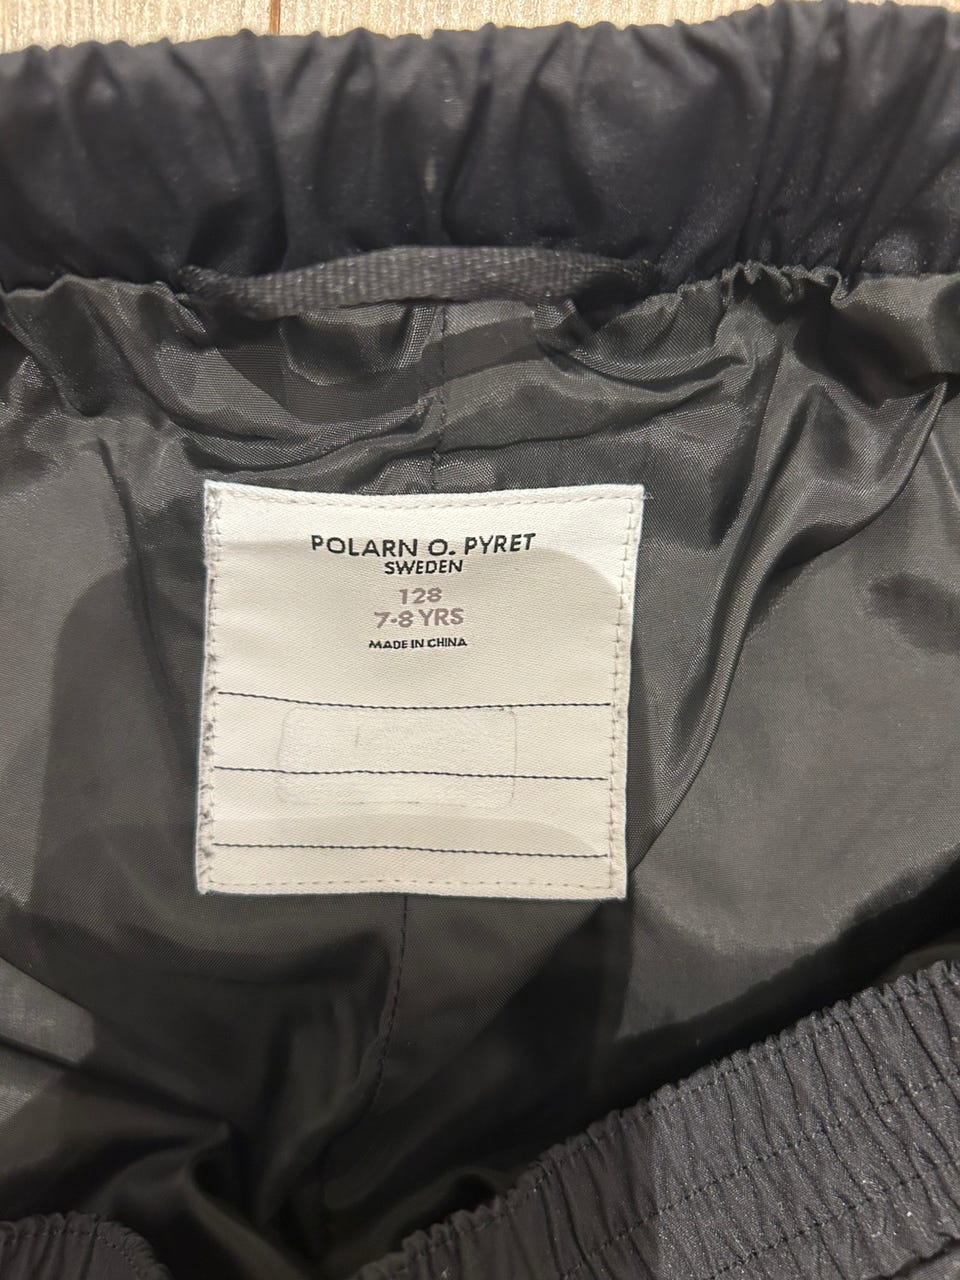 POLARN O. PYRET
SWEDEN
128
7-8 YRS
MADE IN CHINA